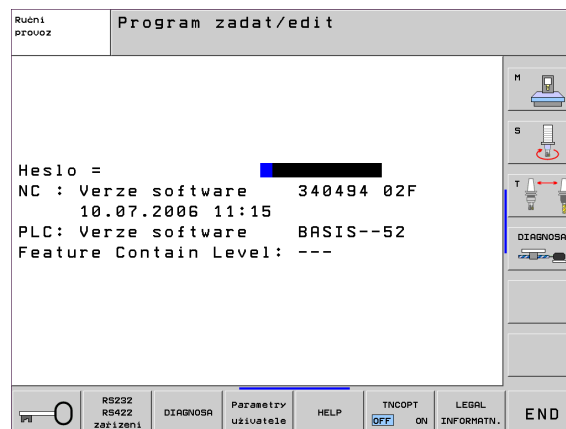 Ruční
provoz
Program zadat/edit
M
S
T
DIAGNOSA
Heslo =
NC : Verze software 340494 02F
10.07.2006 11:15
PLC: Verze software BASIS--52
Feature Contain Level: ---
RS232
RS422
zařízení
DIAGNOSA
Parametry
uživatele
HELP
TNCOPT
OFF ON
LEGAL
INFORMATN.
END